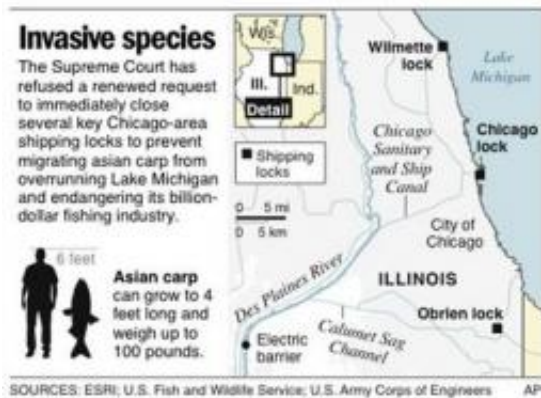 Invasive species
The Supreme Court has
refused a renewed request
to immediately close
several key Chicago-area
shipping locks to prevent
migrating asian carp from
overrunning Lake Michigan
and endangering its billion-
dollar fishing industry.
6 feet
Asian carp
can grow to 4
feet long and
weigh up to
100 pounds.
Wis.
Ill.
Ind.
Detail
Shipping
locks
0 5 mi
0 5 km
Wilmette
lock
Lake
Michigan
Chicago
Sanitary
and Ship
Canal
Chicago
lock
City of
Chicago
ILLINOIS
Des Plaines River
Obrien lock
Calumet Sag
Channel
Electric
barrier
SOURCES: ESRI; U.S. Fish and Wildlife Service; U.S. Army Corps of Engineers AP